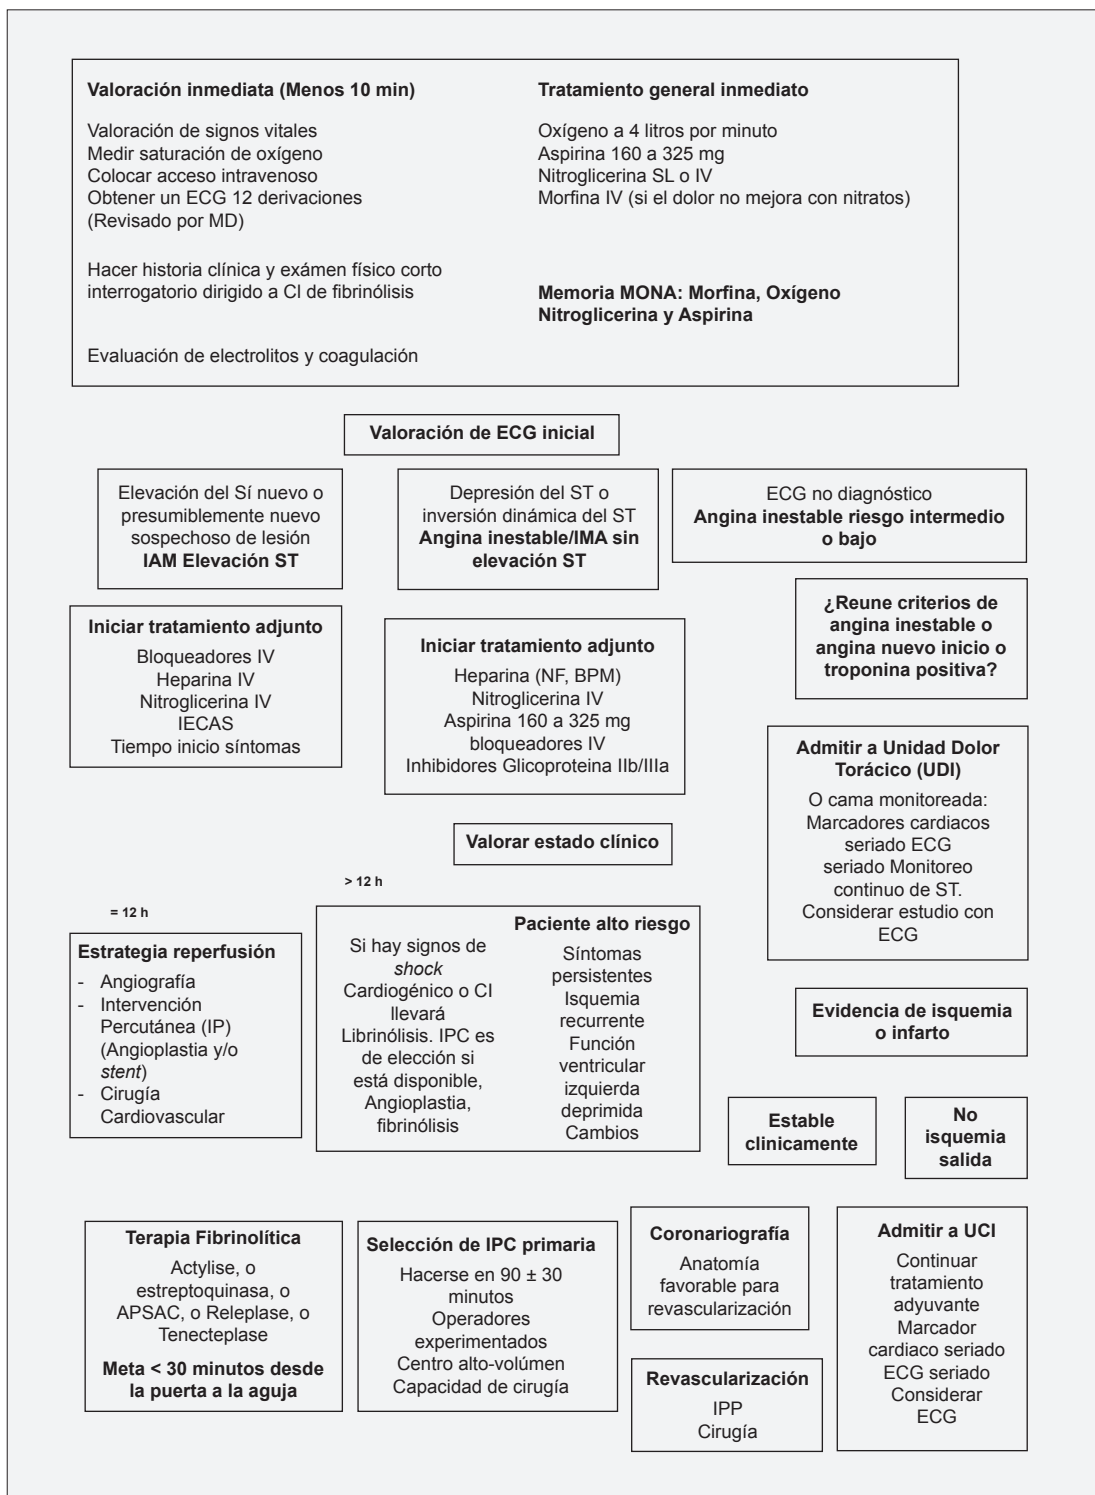 Valoración inmediata (Menos 10 min)
Valoración de signos vitales
Medir saturación de oxígeno
Colocar acceso intravenoso
Obtener un ECG 12 derivaciones
(Revisado por MD)
Hacer historia clínica y exámen físico corto
interrogatorio dirigido a CI de fibrinólisis
Evaluación de electrolitos y coagulación
Tratamiento general inmediato
Oxígeno a 4 litros por minuto
Aspirina 160 a 325 mg
Nitroglicerina SL o IV
Morfina IV (si el dolor no mejora con nitratos)
Memoria MONA: Morfina, Oxígeno
Nitroglicerina y Aspirina
Valoración de ECG inicial
Elevación del Sí nuevo o
presumiblemente nuevo
sospechoso de lesión
IAM Elevación ST
Depresión del ST o
inversión dinámica del ST
Angina inestable/IMA sin
elevación ST
ECG no diagnóstico
Angina inestable riesgo intermedio
o bajo
Iniciar tratamiento adjunto
Bloqueadores IV
Heparina IV
Nitroglicerina IV
IECAS
Tiempo inicio síntomas
Iniciar tratamiento adjunto
Heparina (NF, BPM)
Nitroglicerina IV
Aspirina 160 a 325 mg
bloqueadores IV
Inhibidores Glicoproteina IIb/IIIa
¿Reune criterios de
angina inestable o
angina nuevo inicio o
troponina positiva?
Admitir a Unidad Dolor
Torácico (UDI)
O cama monitoreada:
Marcadores cardiacos
seriado ECG
seriado Monitoreo
continuo de ST.
Considerar estudio con
ECG
Valorar estado clínico
> 12 h
= 12 h
Estrategia reperfusión
- Angiografía
- Intervención
Percutánea (IP)
(Angioplastia y/o
stent)
- Cirugía
Cardiovascular
Si hay signos de
shock
Cardiogénico o CI
llevará
Librinólisis. IPC es
de elección si
está disponible,
Angioplastia,
fibrinólisis
Paciente alto riesgo
Síntomas
persistentes
Isquemia
recurrente
Función
ventricular
izquierda
deprimida
Cambios
Evidencia de isquemia
o infarto
Estable
clinicamente
No
isquemia
salida
Terapia Fibrinolítica
Actylise, o
estreptoquinasa, o
APSAC, o Releplase, o
Tenecteplase
Meta < 30 minutos desde
la puerta a la aguja
Selección de IPC primaria
Hacerse en 90 ± 30
minutos
Operadores
experimentados
Centro alto-volúmen
Capacidad de cirugía
Coronariografía
Anatomía
favorable para
revascularización
Revascularización
IPP
Cirugía
Admitir a UCI
Continuar
tratamiento
adyuvante
Marcador
cardiaco seriado
ECG seriado
Considerar
ECG